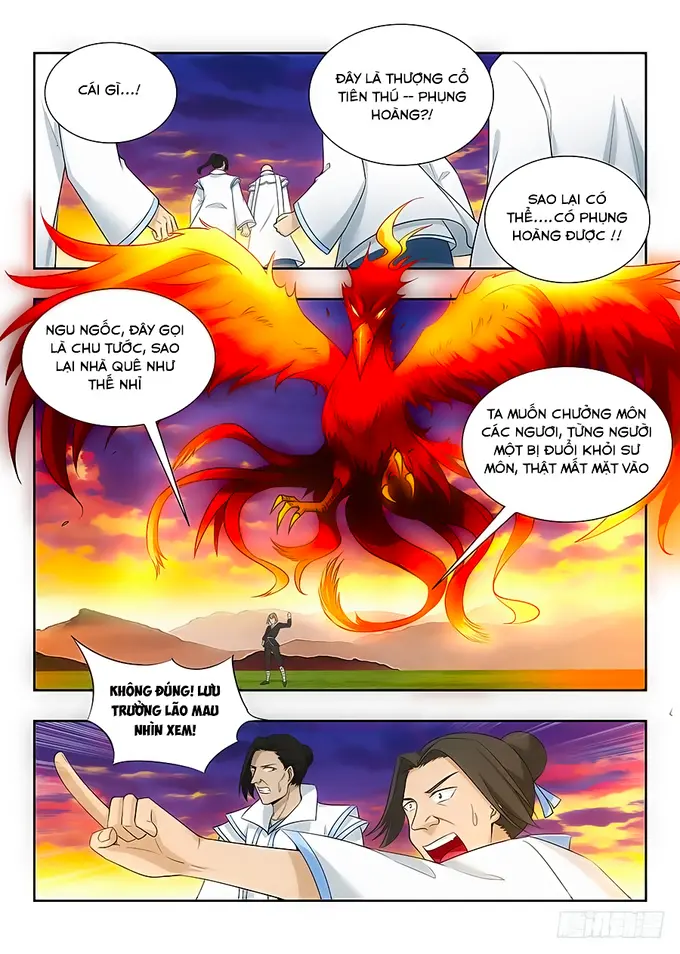 CÁI GÌ...!
ĐÂY LÀ THƯỢNG CỔ
TIÊN THÚ -- PHỤNG
HOÀNG?!
SAO LẠI CÓ
THỂ....CÓ PHỤNG
HOÀNG ĐƯỢC !!
NGU NGỐC, ĐÂY GỌI
LÀ CHU TƯỚC, SAO
LẠI NHÀ QUÊ NHƯ
THẾ NHỈ
TA MUỐN CHƯỞNG MÔN
CÁC NGƯƠI, TỪNG NGƯỜI
MỘT BỊ ĐUỔI KHỎI SƯ
MÔN, THẬT MẤT MẶT VÀO
KHÔNG ĐÚNG! LƯU
TRƯỜNG LÃO MAU
NHÌN XEM!